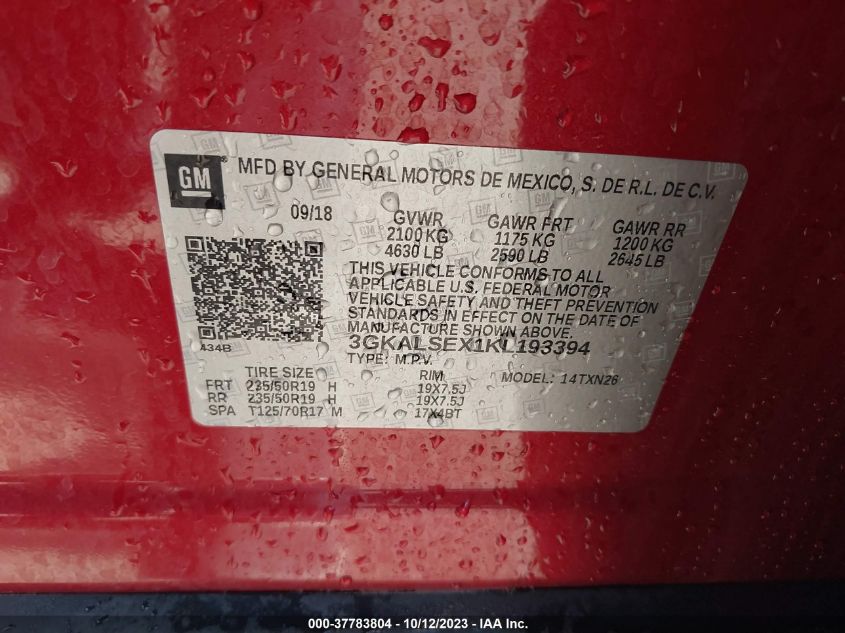 GM
MFD BY GENERAL MOTORS DE MEXICO, S. DE R.L. DE C.V.
09/18 GVWR GAWR FRT GAWR RR
2100 KG 1175 KG 1200 KG
4630 LB 2590 LB 2645 LB
THIS VEHICLE CONFORMS TO ALL
APPLICABLE U.S. FEDERAL MOTOR
VEHICLE SAFETY AND THEFT PREVENTION
STANDARDS IN EFFECT ON THE DATE OF
MANUFACTURE SHOWN ABOVE.
434B 3GKALSEX1KL193394
TYPE: M.P.V.
TIRE SIZE RIM MODEL: 14TXN26
FRT 235/50R19 H 19X7.5J
RR 235/50R19 H 19X7.5J
SPA T125/70R17 M 17X4BT
000-37783804 - 10/12/2023 - Copyright © 2023 - IAA, Inc.